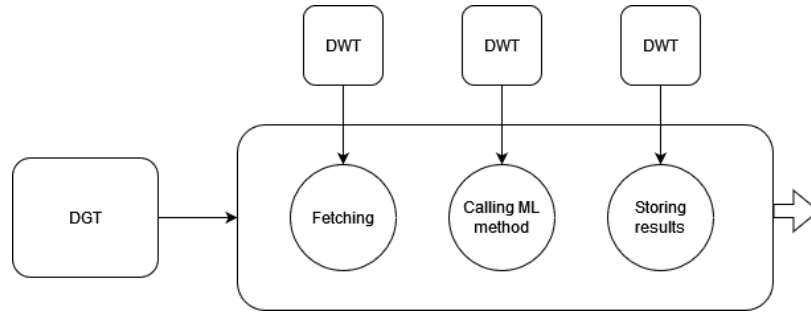 DWT
DWT
DWT
DGT
Fetching
Calling ML
method
Storing
results